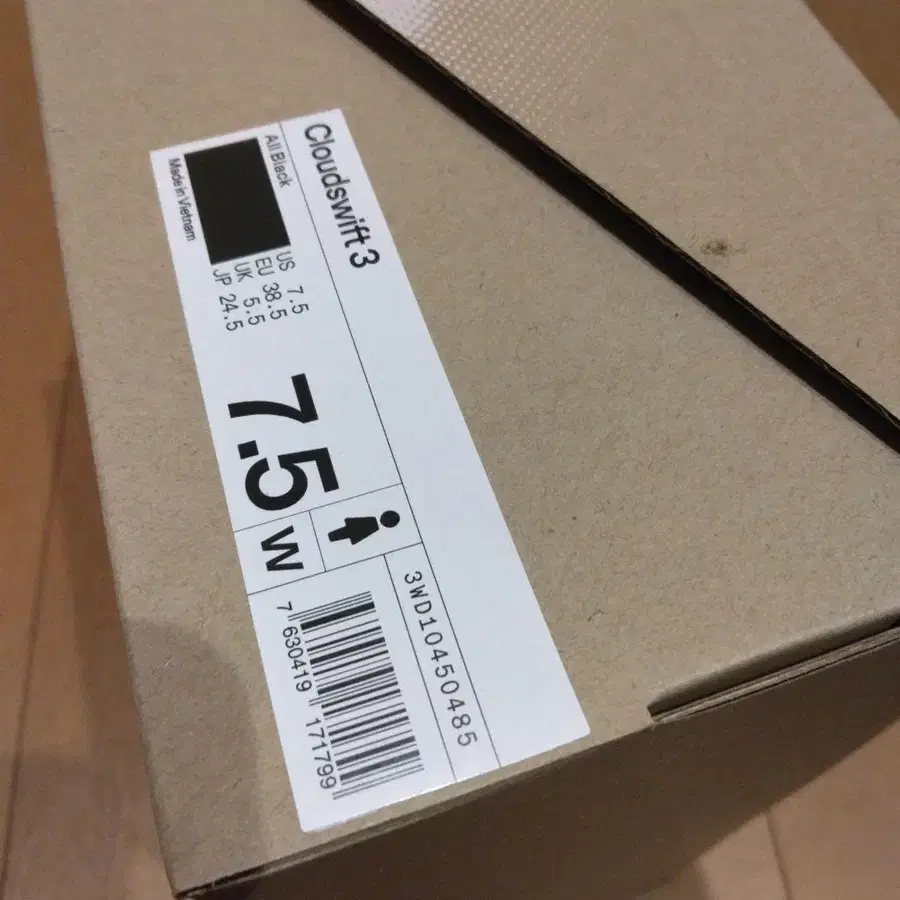 Cloudswift 3
All Black
Made in Vietnam
US 7.5
EU 38.5
UK 5.5
JP 24.5
7.5
W
3WD10450485
7 630419 171799